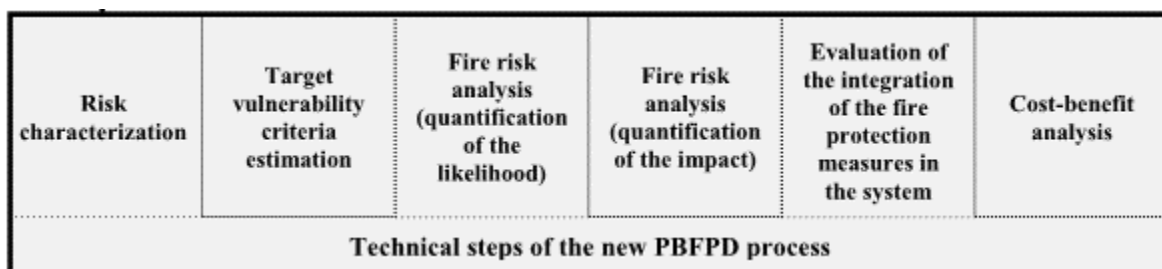 Risk
characterization
Target
vulnerability
criteria
estimation
Fire risk
analysis
(quantification
of the
likelihood)
Fire risk
analysis
(quantification
of the impact)
Evaluation of
the integration
of the fire
protection
measures in
the system
Cost-benefit
analysis
Technical steps of the new PBFPD process